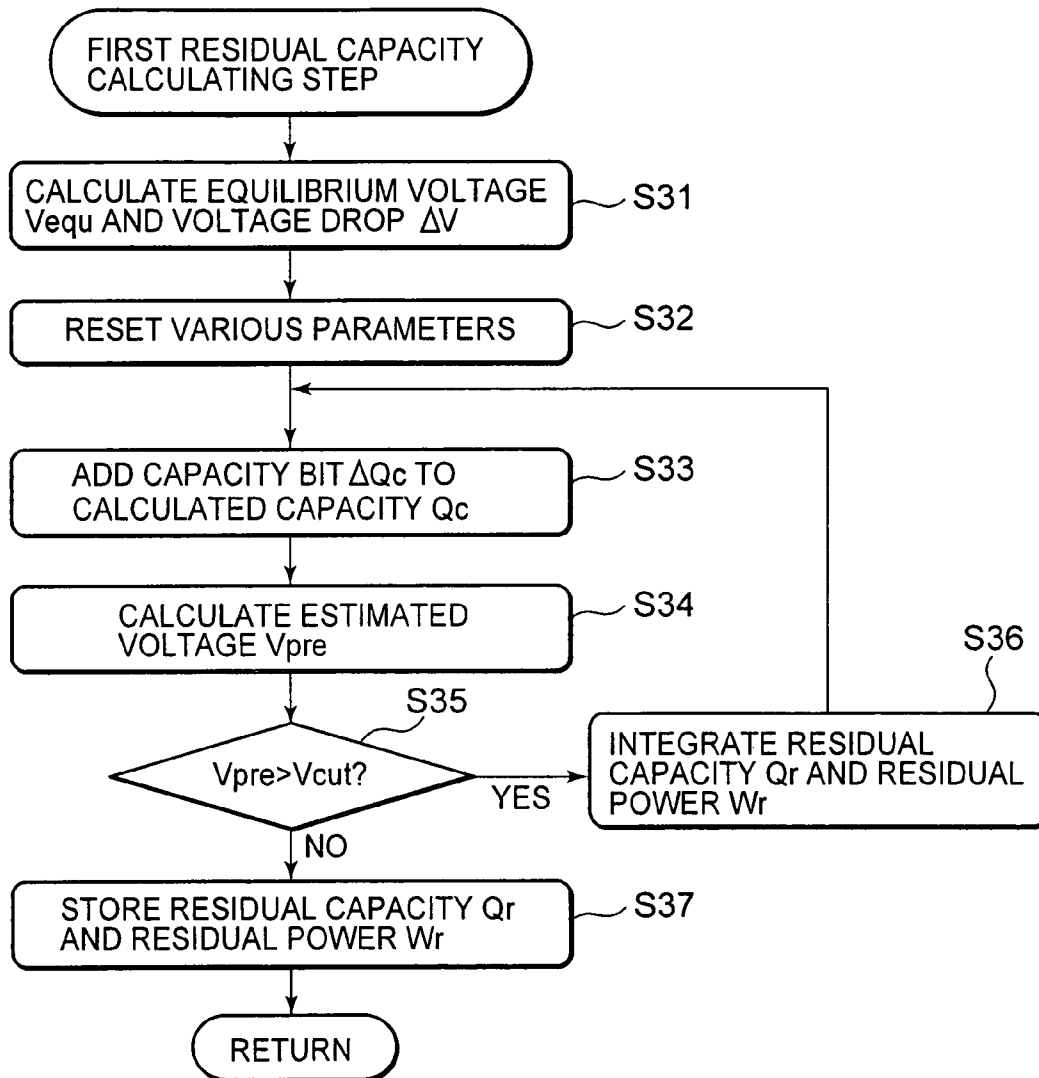 FIRST RESIDUAL CAPACITY
CALCULATING STEP
CALCULATE EQUILIBRIUM VOLTAGE
Vequ AND VOLTAGE DROP ΔV
S31
RESET VARIOUS PARAMETERS
S32
ADD CAPACITY BIT ΔQc TO
CALCULATED CAPACITY Qc
S33
CALCULATE ESTIMATED
VOLTAGE Vpre
S34
S35
Vpre>Vcut?
YES
S36
INTEGRATE RESIDUAL
CAPACITY Qr AND RESIDUAL
POWER Wr
NO
STORE RESIDUAL CAPACITY Qr
AND RESIDUAL POWER Wr
S37
RETURN